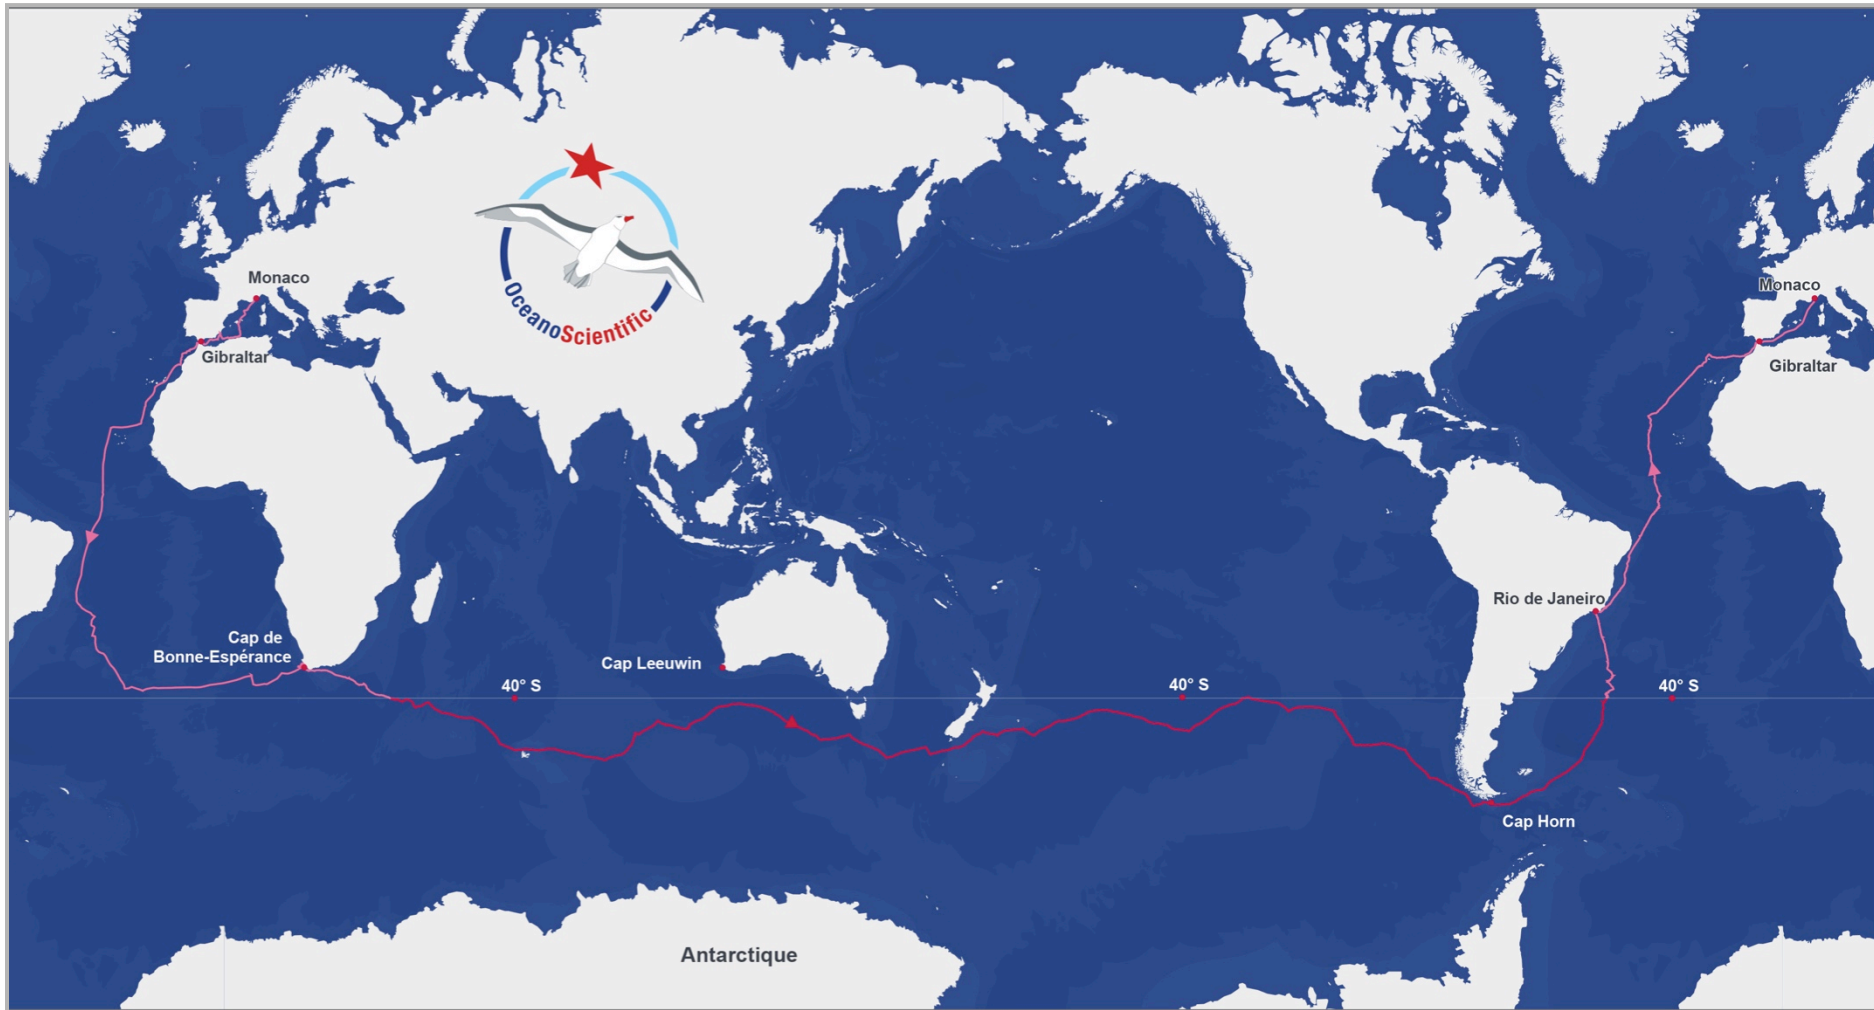 OceanoScientific
Monaco
Monaco
Gibraltar
Gibraltar
Rio de Janeiro
Cap de
Bonne-Espérance
Cap Leeuwin
40° S
40° S
40° S
Cap Horn
Antarctique